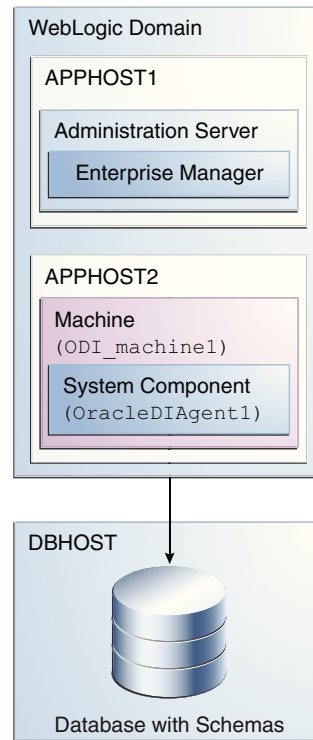 WebLogic Domain
APPHOST1
Administration Server
Enterprise Manager
APPHOST2
Machine
(ODI_machine1)
System Component
(OracleDIAgent1)
DBHOST
Database with Schemas